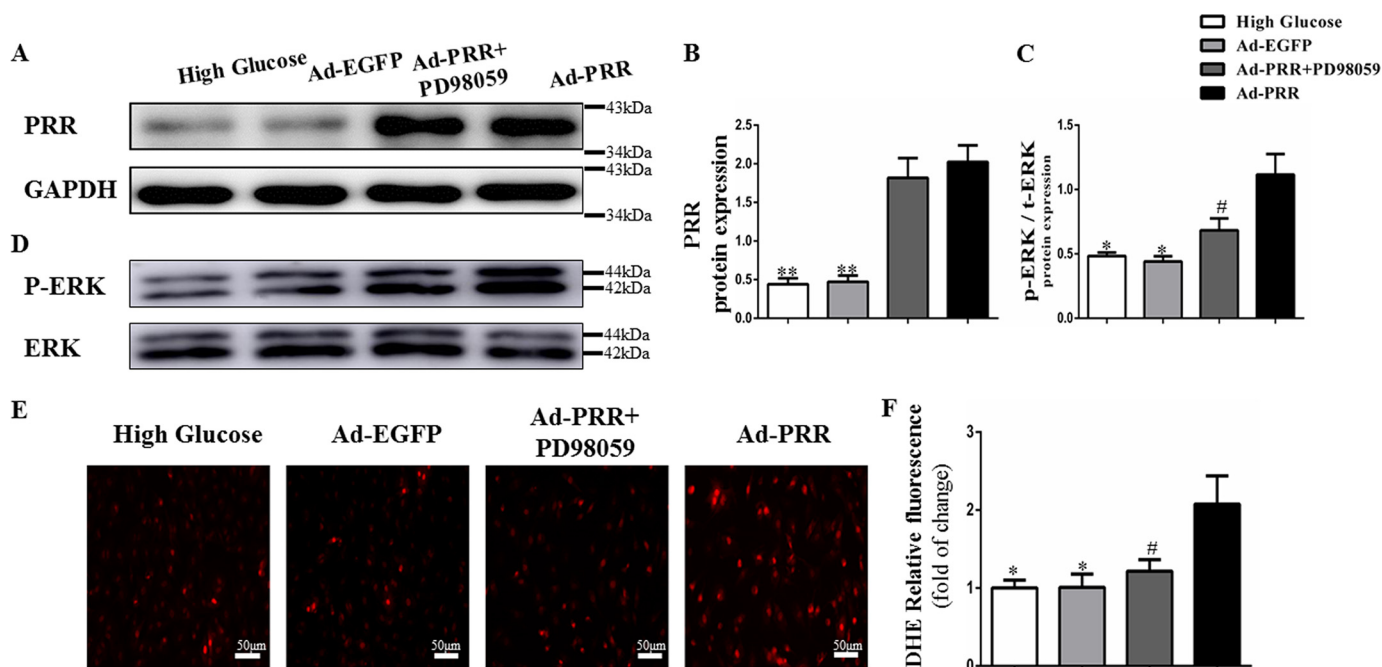 High Glucose
Ad-EGFP
Ad-PRR+PD98059
Ad-PRR
A
High Glucose
Ad-EGFP
Ad-PRR+
PD98059
Ad-PRR
PRR
43kDa
34kDa
GAPDH
43kDa
34kDa
B
PRR
protein expression
2.5
2.0
1.5
1.0
0.5
0.0
**
**
C
p-ERK / t-ERK
protein expression
1.5
1.0
0.5
0.0
*
*
#
D
P-ERK
44kDa
42kDa
ERK
44kDa
42kDa
E
High Glucose
Ad-EGFP
Ad-PRR+
PD98059
Ad-PRR
50μm
50μm
50μm
50μm
F
DHE Relative fluorescence
(fold of change)
3
2
1
0
*
*
#